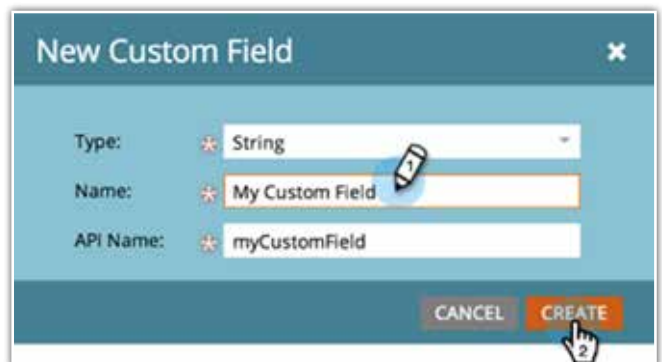 New Custom Field
Type: * String
Name: * My Custom Field
API Name: * myCustomField
CANCEL CREATE
1
2